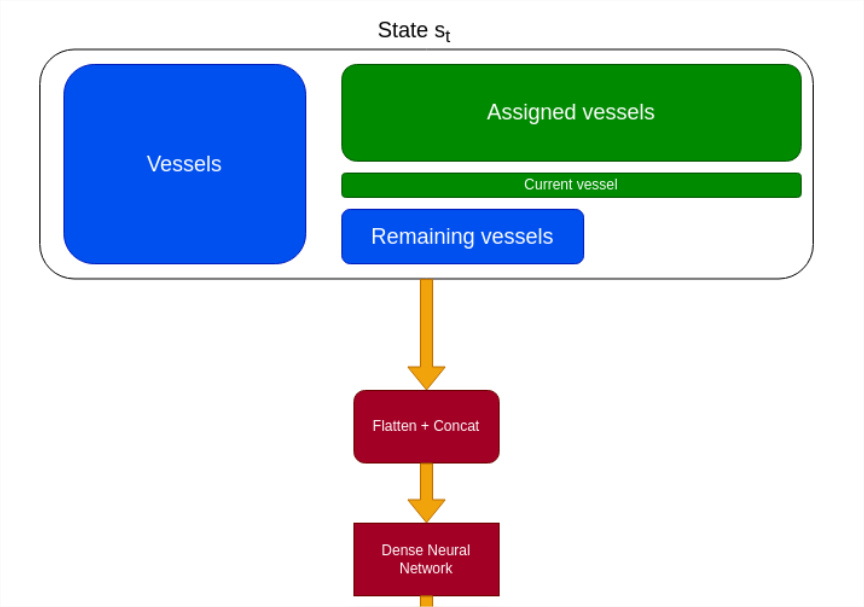 State st
Vessels
Assigned vessels
Current vessel
Remaining vessels
Flatten + Concat
Dense Neural
Network